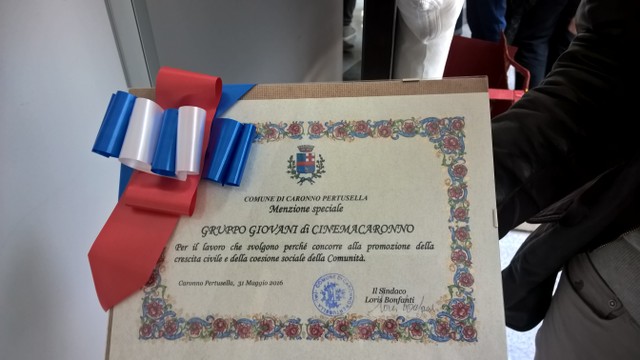 COMUNE DI CARONNO PERTUSELLA
Menzione speciale
GRUPPO GIOVANI di CINEMACARONNO
Per il lavoro che svolgono perché concorre alla promozione della
crescita civile e della coesione sociale della Comunità.
Caronno Pertusella, 31 Maggio 2016
Il Sindaco
Loris Bonfanti